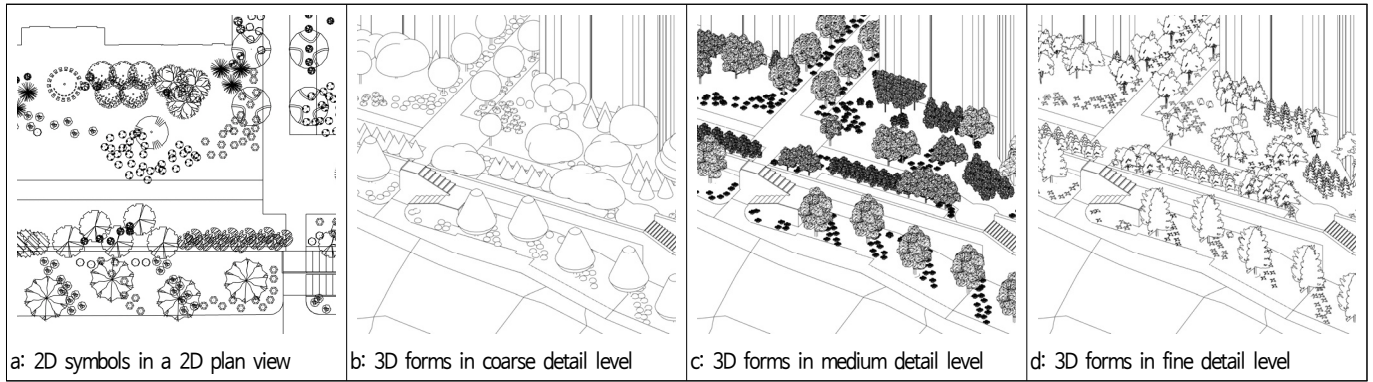 a: 2D symbols in a 2D plan view
b: 3D forms in coarse detail level
c: 3D forms in medium detail level
d: 3D forms in fine detail level